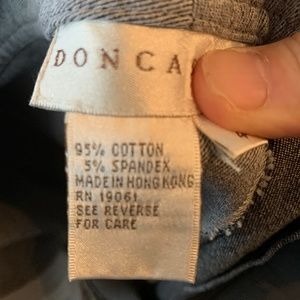 DONCA
95% COTTON
5% SPANDEX
MADE IN HONG KONG
RN 19061
SEE REVERSE
FOR CARE